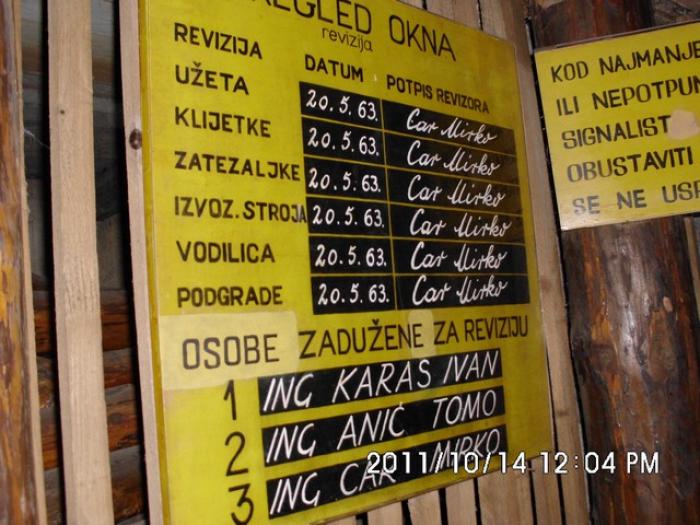 REGLED OKNA
revizija
REVIZIJA DATUM POTPIS REVIZORA
UŽETA 20. 5. 63. Car Mirko
KLIJETKE 20. 5. 63. Car Mirko
ZATEZALJKE 20. 5. 63. Car Mirko
IZVOZ. STROJA 20. 5. 63. Car Mirko
VODILICA 20. 5. 63. Car Mirko
PODGRADE 20. 5. 63. Car Mirko
OSOBE ZADUŽENE ZA REVIZIJU
1 ING KARAS IVAN
2 ING ANIĆ TOMO
3 ING CAR MIRKO
KOD NAJMANJE
ILI NEPOTPUN
SIGNALIST
OBUSTAVITI
SE NE USP
2011/10/14 12:04 PM